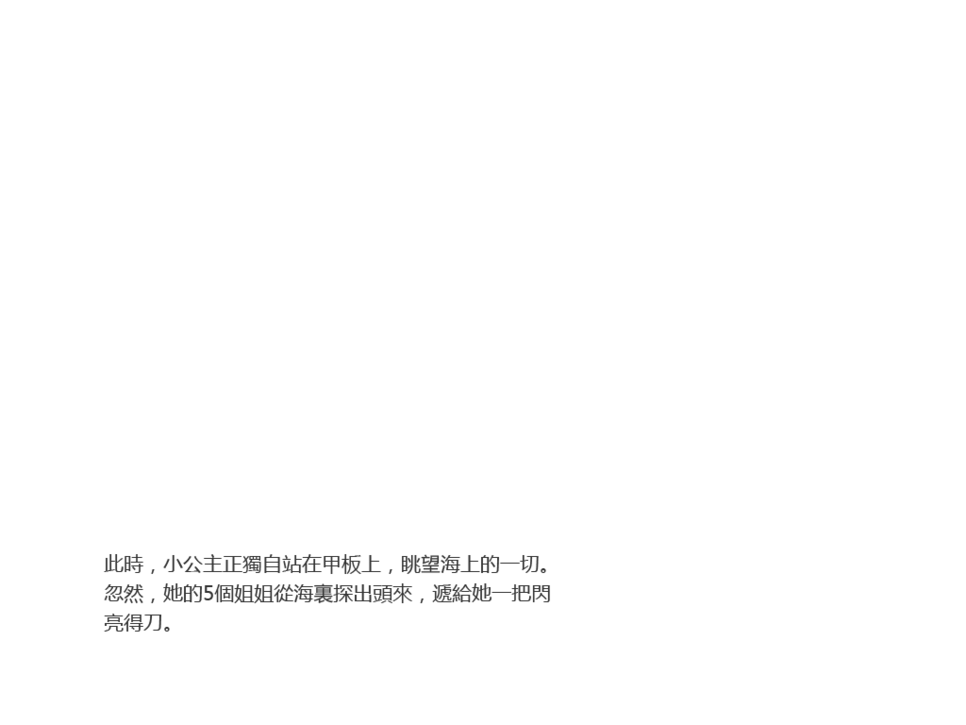 此時，小公主正獨自站在甲板上，眺望海上的一切。
忽然，她的5個姐姐從海裏探出頭來，遞給她一把閃
亮得刀。